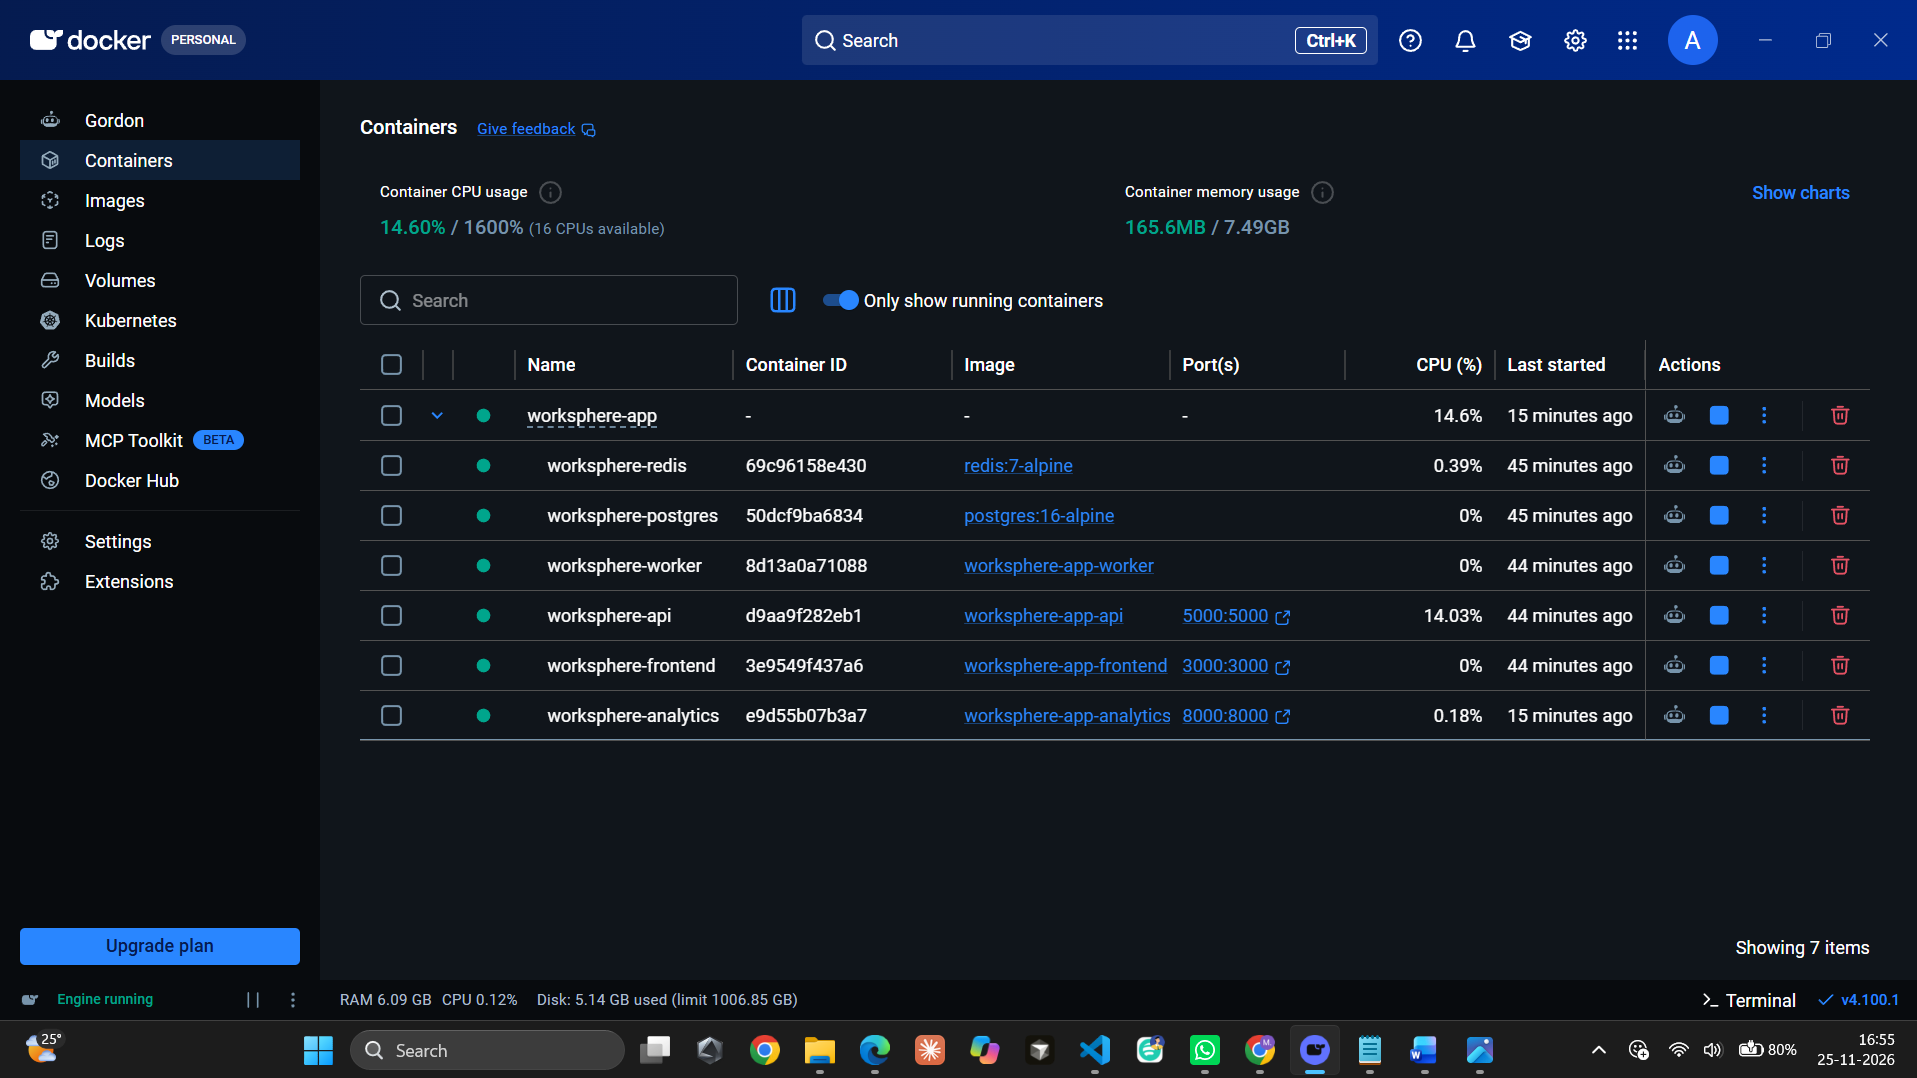 docker PERSONAL
Search Ctrl+K
A
Gordon
Containers
Images
Logs
Volumes
Kubernetes
Builds
Models
MCP Toolkit BETA
Docker Hub
Settings
Extensions
Upgrade plan
Containers Give feedback
Container CPU usage
14.60% / 1600% (16 CPUs available)
Container memory usage
165.6MB / 7.49GB
Show charts
Search
Only show running containers
Name Container ID Image Port(s) CPU (%) Last started Actions
worksphere-app - - - 14.6% 15 minutes ago
worksphere-redis 69c96158e430 redis:7-alpine 0.39% 45 minutes ago
worksphere-postgres 50dcf9ba6834 postgres:16-alpine 0% 45 minutes ago
worksphere-worker 8d13a0a71088 worksphere-app-worker 0% 44 minutes ago
worksphere-api d9aa9f282eb1 worksphere-app-api 5000:5000 14.03% 44 minutes ago
worksphere-frontend 3e9549f437a6 worksphere-app-frontend 3000:3000 0% 44 minutes ago
worksphere-analytics e9d55b07b3a7 worksphere-app-analytics 8000:8000 0.18% 15 minutes ago
Showing 7 items
Engine running RAM 6.09 GB CPU 0.12% Disk: 5.14 GB used (limit 1006.85 GB) Terminal v4.100.1
25°
Search
M
W
80%
16:55
25-11-2026